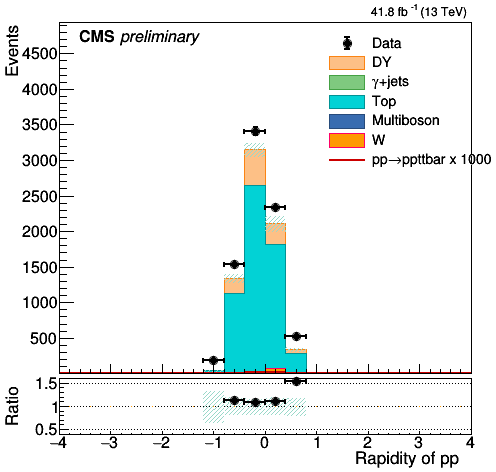 41.8 fb⁻¹ (13 TeV)
CMS preliminary
Events
4500
4000
3500
3000
2500
2000
1500
1000
500
Data
DY
γ+jets
Top
Multiboson
W
pp→ppttbar x 1000
Ratio
1.5
1
0.5
−4 −3 −2 −1 0 1 2 3 4
Rapidity of pp